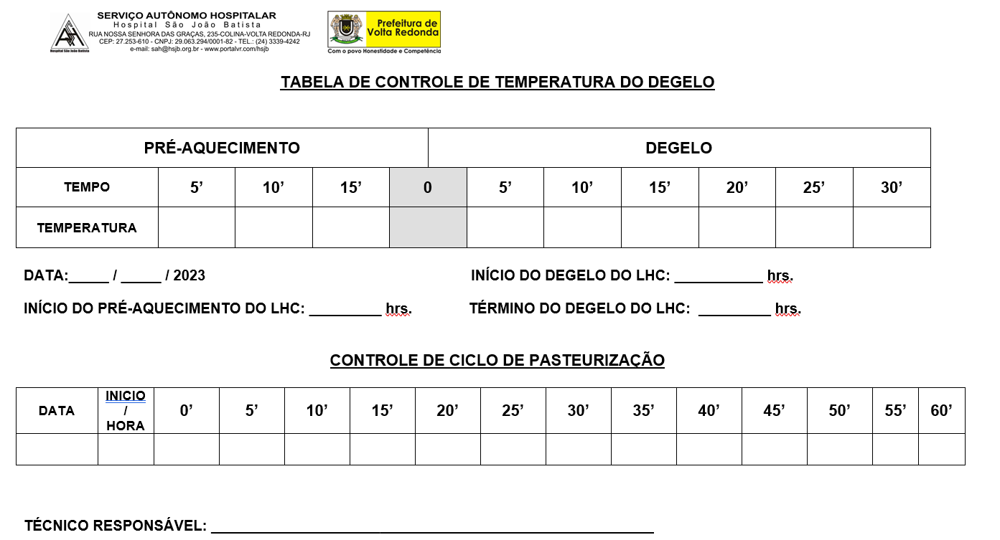 SERVIÇO AUTÔNOMO HOSPITALAR
Hospital São João Batista
RUA NOSSA SENHORA DAS GRAÇAS, 235-COLINA-VOLTA REDONDA-RJ
CEP: 27.253-610 - CNPJ: 29.063.294/0001-82 - TEL.: (24) 3339-4242
e-mail: sah@hsjb.org.br - www.portalvr.com/hsjb
Hospital São João Batista
Prefeitura de
Volta Redonda
Com o povo Honestidade e Competência
TABELA DE CONTROLE DE TEMPERATURA DO DEGELO
PRÉ-AQUECIMENTO DEGELO
TEMPO 5’ 10’ 15’ 0 5’ 10’ 15’ 20’ 25’ 30’
TEMPERATURA
DATA:_____ / _____ / 2023 INÍCIO DO DEGELO DO LHC: ___________ hrs.
INÍCIO DO PRÉ-AQUECIMENTO DO LHC: _________ hrs. TÉRMINO DO DEGELO DO LHC: _________ hrs.
CONTROLE DE CICLO DE PASTEURIZAÇÃO
DATA INICIO / HORA 0’ 5’ 10’ 15’ 20’ 25’ 30’ 35’ 40’ 45’ 50’ 55’ 60’
TÉCNICO RESPONSÁVEL: _______________________________________________________